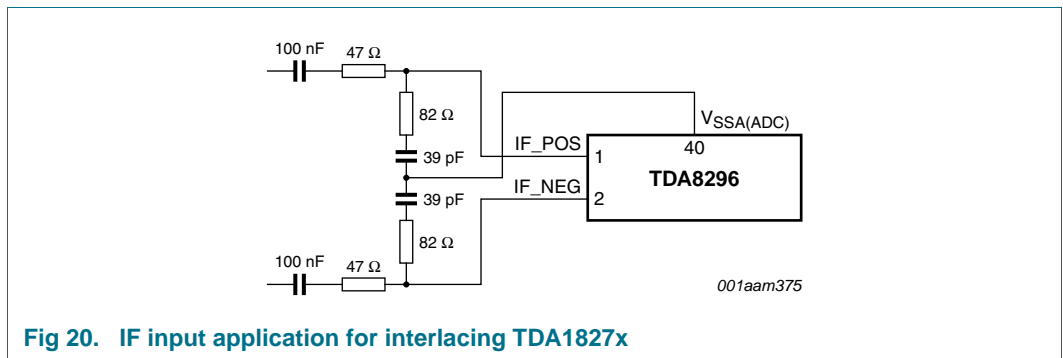 100 nF
47 Ω
82 Ω
39 pF
IF_POS
1
VSSA(ADC)
40
TDA8296
IF_NEG
2
39 pF
82 Ω
100 nF
47 Ω
001aam375
Fig 20. IF input application for interlacing TDA1827x